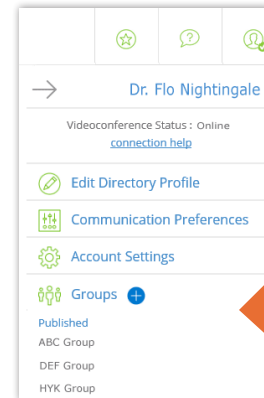 Dr. Flo Nightingale
Videoconference Status : Online
connection help
Edit Directory Profile
Communication Preferences
Account Settings
Groups
Published
ABC Group
DEF Group
HYK Group